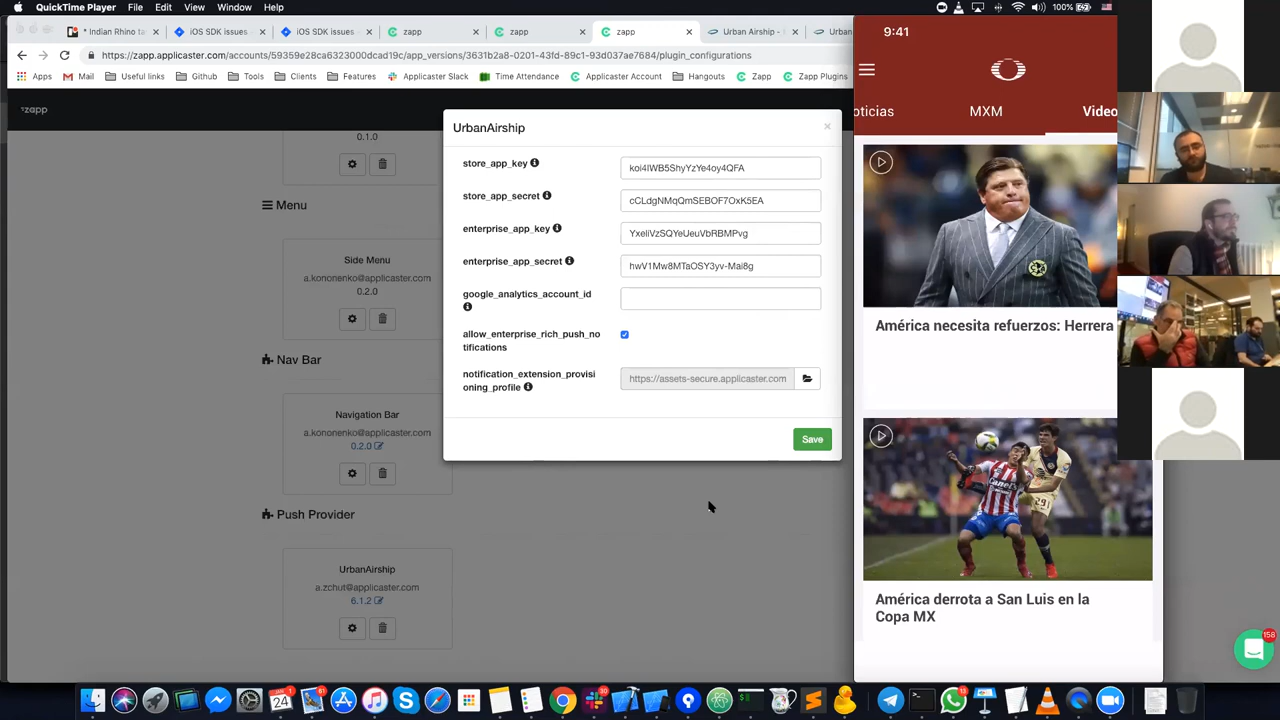 QuickTime Player File Edit View Window Help
100%
* Indian Rhino ta
iOS SDK issues
iOS SDK issues
zapp
zapp
zapp
Urban Airship -
Urban
https://zapp.applicaster.com/accounts/59359e28ca6323000dcad19c/app_versions/3631b2a8-0201-43fd-89c1-93d037ae7684/plugin_configurations
Apps Mail Useful links Github Tools Clients Features Applicaster Slack Time Attendance Applicaster Account Hangouts Zapp Zapp Plugins
zapp
0.1.0
Menu
Side Menu
a.kononenko@applicaster.com
0.2.0
Nav Bar
Navigation Bar
a.kononenko@applicaster.com
0.2.0
Push Provider
UrbanAirship
a.zchut@applicaster.com
6.1.2
UrbanAirship ×
store_app_key
koi4IWB5ShyYzYe4oy4QFA
store_app_secret
cCLdgNMqQmSEBOF7OxK5EA
enterprise_app_key
YxeliVzSQYeUeuVbRBMPvg
enterprise_app_secret
hwV1Mw8MTaOSY3yv-Mai8g
google_analytics_account_id
allow_enterprise_rich_push_no
tifications
notification_extension_provisi
oning_profile
https://assets-secure.applicaster.com
Save
9:41
oticias MXM Video
América necesita refuerzos: Herrera
América derrota a San Luis en la
Copa MX
158